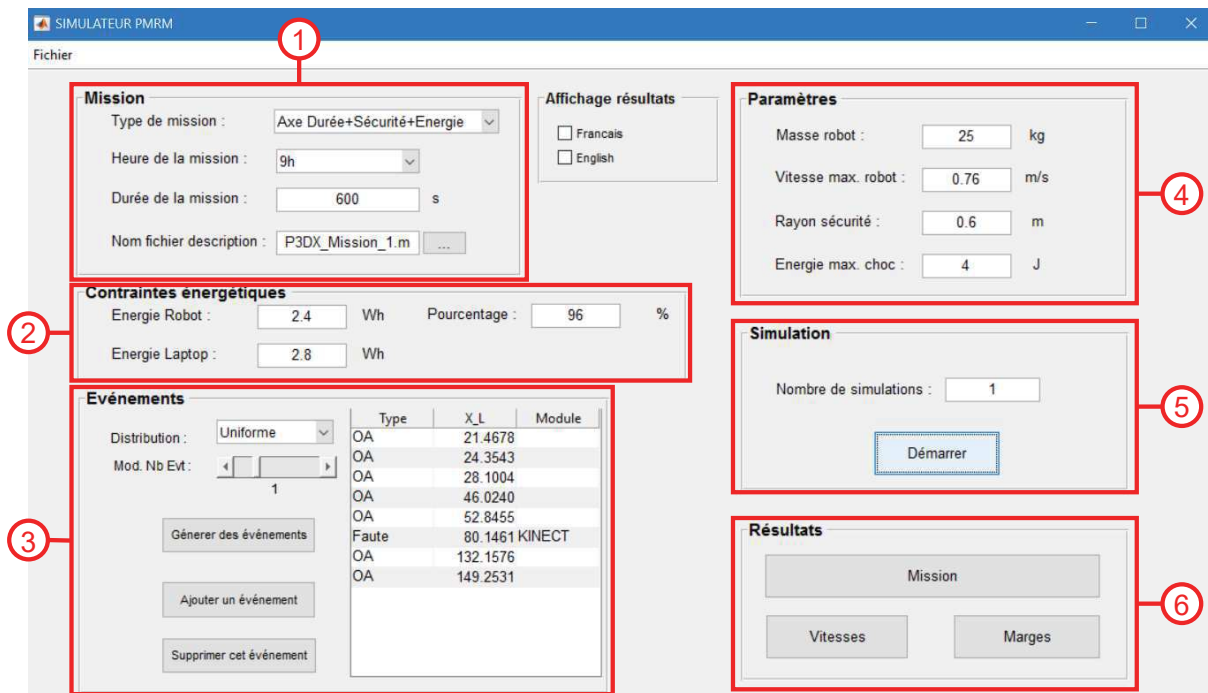 SIMULATEUR PMRM
Fichier
1
Mission
Type de mission : Axe Durée+Sécurité+Energie
Heure de la mission : 9h
Durée de la mission : 600 s
Nom fichier description : P3DX_Mission_1.m ...
Affichage résultats
Francais
English
Paramètres
Masse robot : 25 kg
Vitesse max. robot : 0.76 m/s
Rayon sécurité : 0.6 m
Energie max. choc : 4 J
4
2
Contraintes énergétiques
Energie Robot : 2.4 Wh Pourcentage : 96 %
Energie Laptop : 2.8 Wh
3
Evénements
Distribution : Uniforme
Mod. Nb Evt : 1
Génerer des événements
Ajouter un événement
Supprimer cet événement
Type X_L Module
OA 21.4678
OA 24.3543
OA 28.1004
OA 46.0240
OA 52.8455
Faute 80.1461 KINECT
OA 132.1576
OA 149.2531
Simulation
Nombre de simulations : 1
Démarrer
5
Résultats
Mission
Vitesses Marges
6